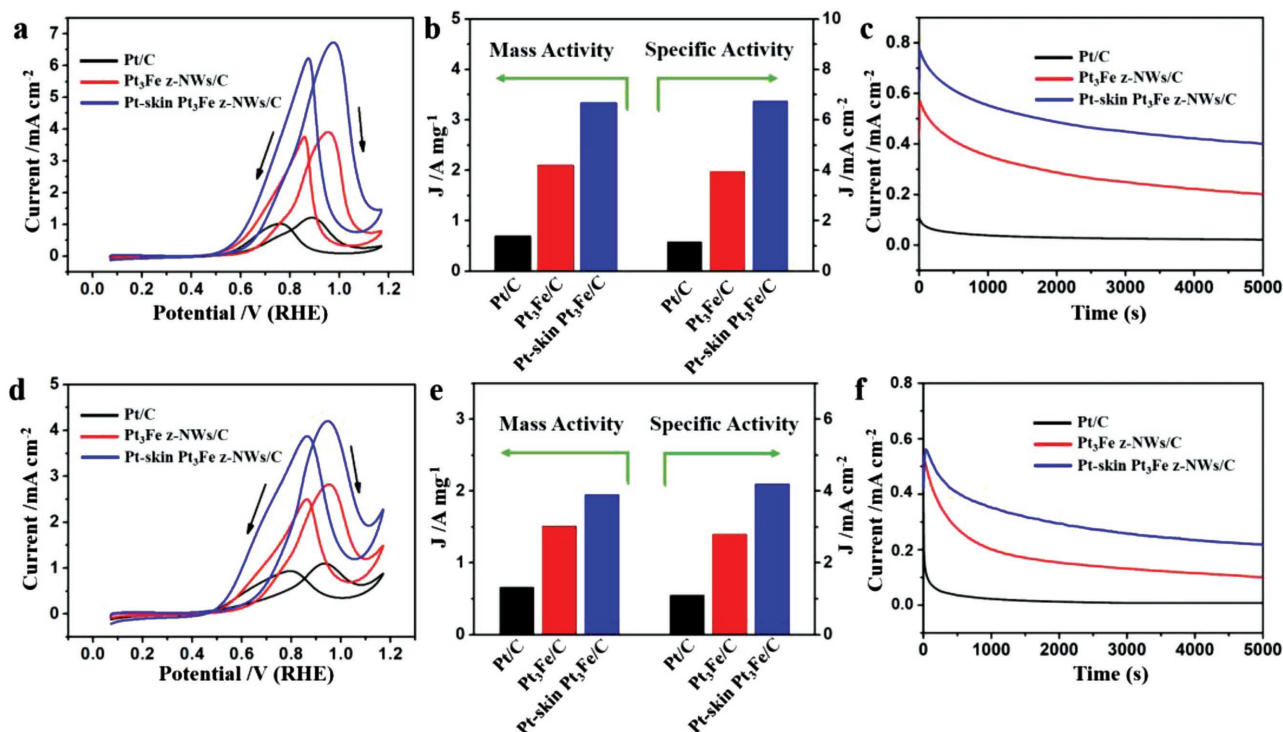 a
7
6
5
4
3
2
1
0
Current /mA cm⁻²
Pt/C
Pt₃Fe z-NWs/C
Pt-skin Pt₃Fe z-NWs/C
0.0 0.2 0.4 0.6 0.8 1.0 1.2
Potential /V (RHE)
b
5
4
3
2
1
0
J /A mg⁻¹
Mass Activity
Specific Activity
10
8
6
4
2
0
J /mA cm⁻²
Pt/C
Pt₃Fe/C
Pt-skin Pt₃Fe/C
Pt/C
Pt₃Fe/C
Pt-skin Pt₃Fe/C
c
0.8
0.6
0.4
0.2
0.0
Current /mA cm⁻²
Pt/C
Pt₃Fe z-NWs/C
Pt-skin Pt₃Fe z-NWs/C
0 1000 2000 3000 4000 5000
Time (s)
d
5
4
3
2
1
0
Current /mA cm⁻²
Pt/C
Pt₃Fe z-NWs/C
Pt-skin Pt₃Fe z-NWs/C
0.0 0.2 0.4 0.6 0.8 1.0 1.2
Potential /V (RHE)
e
3
2
1
0
J /A mg⁻¹
Mass Activity
Specific Activity
6
4
2
0
J /mA cm⁻²
Pt/C
Pt₃Fe/C
Pt-skin Pt₃Fe/C
Pt/C
Pt₃Fe/C
Pt-skin Pt₃Fe/C
f
0.8
0.6
0.4
0.2
0.0
Current /mA cm⁻²
Pt/C
Pt₃Fe z-NWs/C
Pt-skin Pt₃Fe z-NWs/C
0 1000 2000 3000 4000 5000
Time (s)